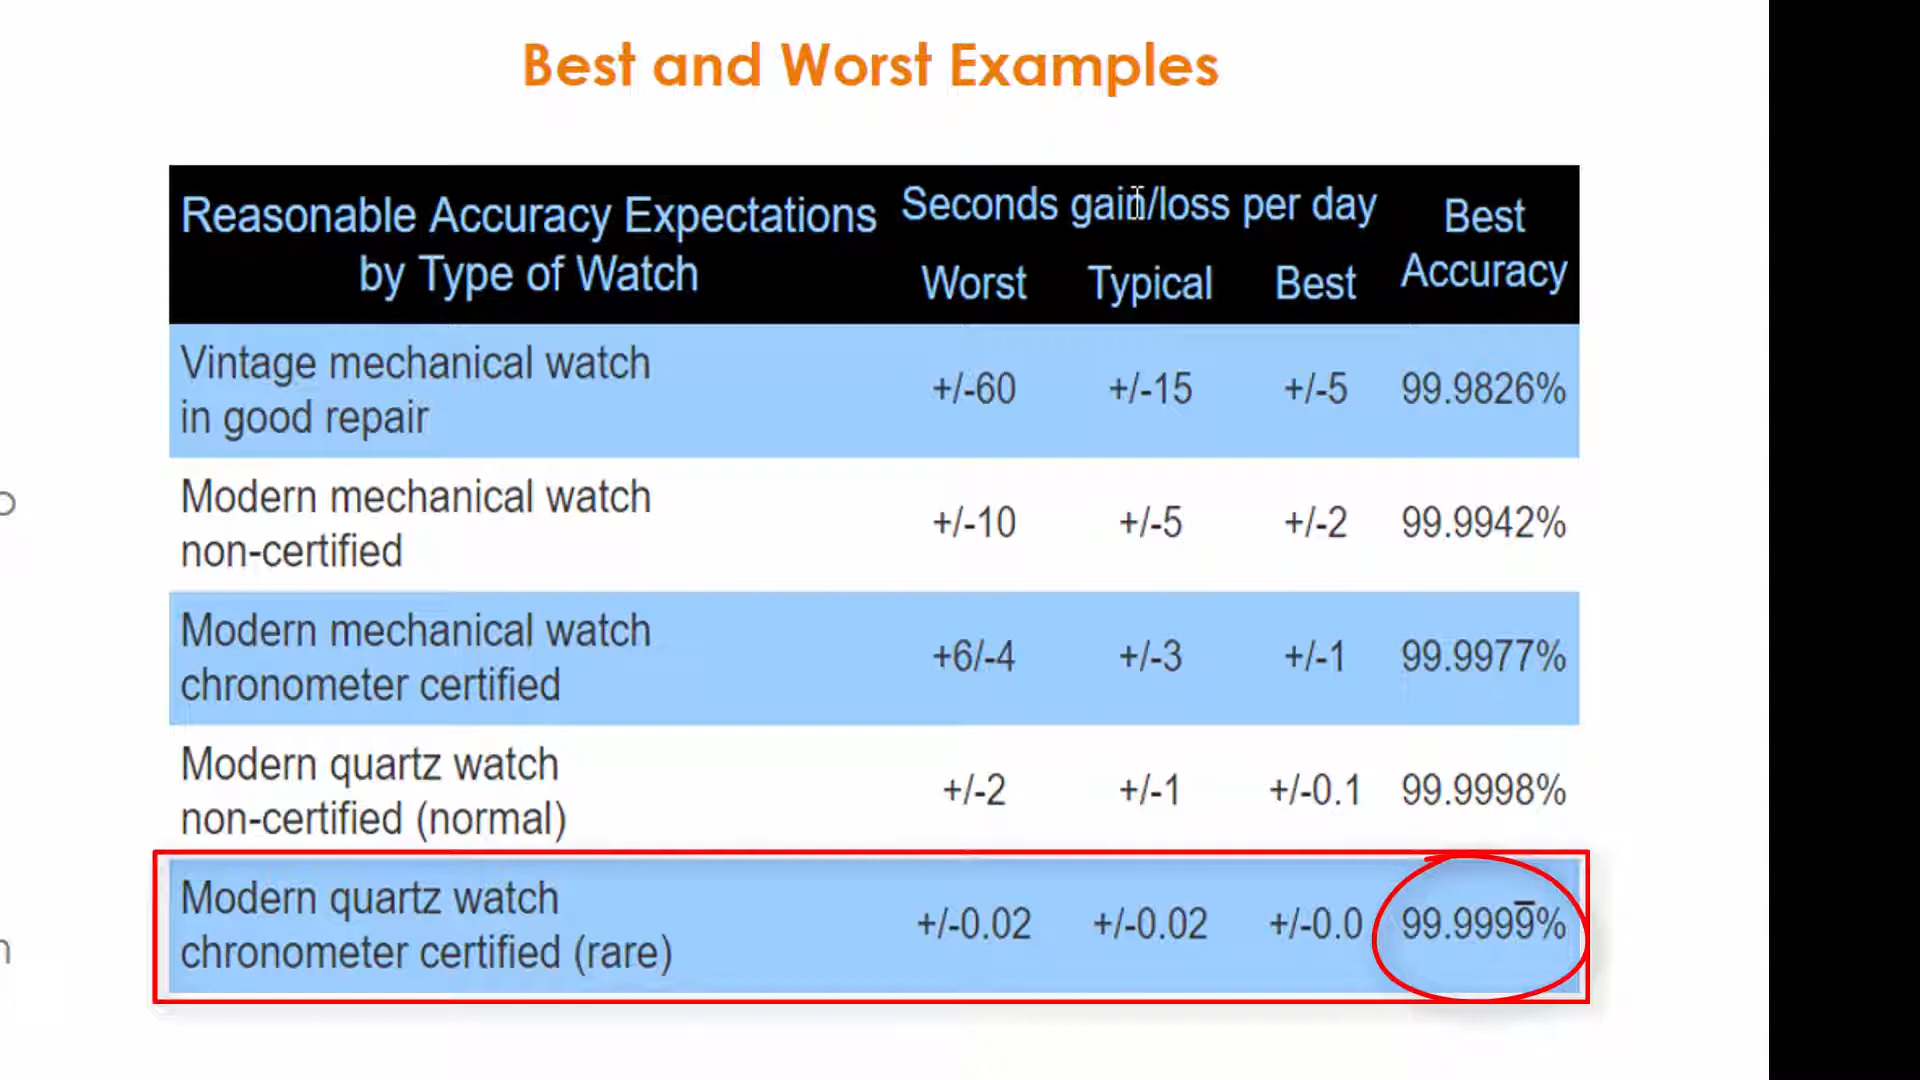 Best and Worst Examples
Reasonable Accuracy Expectations
by Type of Watch
Seconds gain/loss per day
Worst Typical Best
Best
Accuracy
Vintage mechanical watch
in good repair
+/-60 +/-15 +/-5 99.9826%
Modern mechanical watch
non-certified
+/-10 +/-5 +/-2 99.9942%
Modern mechanical watch
chronometer certified
+6/-4 +/-3 +/-1 99.9977%
Modern quartz watch
non-certified (normal)
+/-2 +/-1 +/-0.1 99.9998%
Modern quartz watch
chronometer certified (rare)
+/-0.02 +/-0.02 +/-0.0 99.9999̅%